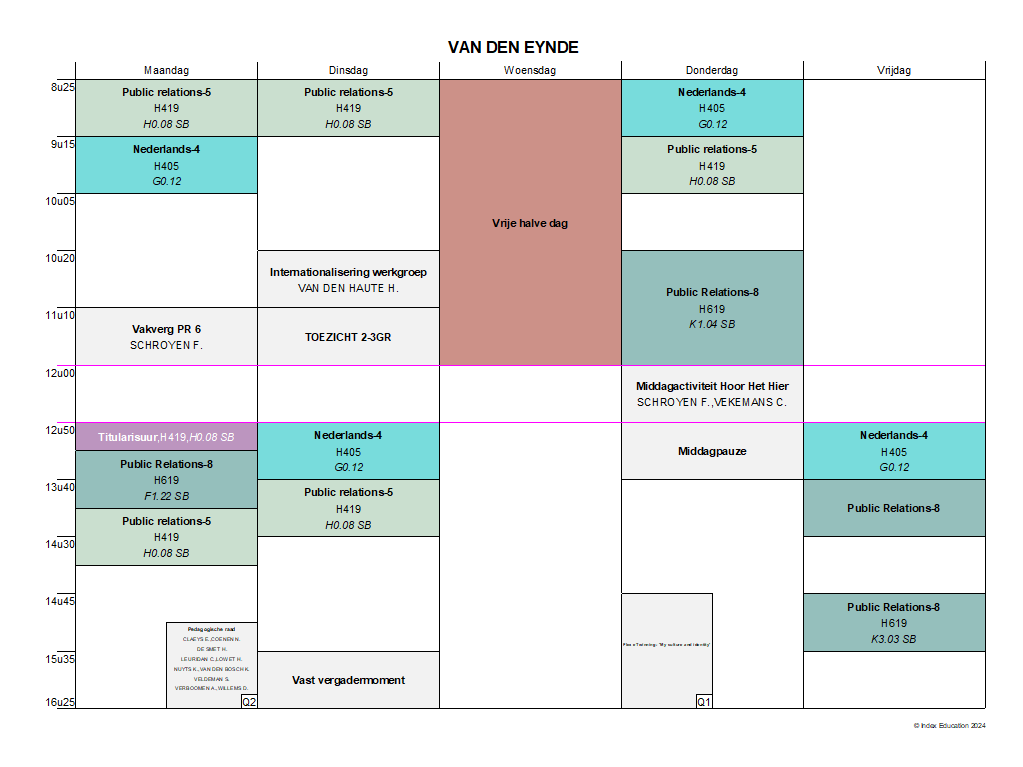 VAN DEN EYNDE
Maandag
Dinsdag
Woensdag
Donderdag
Vrijdag
8u25
9u15
10u05
10u20
11u10
12u00
12u50
13u40
14u30
14u45
15u35
16u25
Public relations-5
H419
H0.08 SB
Nederlands-4
H405
G0.12
Vakverg PR 6
SCHROYEN F.
Titularisuur,H419,H0.08 SB
Public Relations-8
H619
F1.22 SB
Public relations-5
H419
H0.08 SB
Pedagogische raad
CLAEYS E.,COENEN N.
DE SMET H.
LEURIDAN C.,LOWET H.
NUYTS K.,VAN DEN BOSCH K.
VELDEMAN S.
VERBOOMEN A.,WILLEMS D.
Q2
Public relations-5
H419
H0.08 SB
Internationalisering werkgroep
VAN DEN HAUTE H.
TOEZICHT 2-3GR
Nederlands-4
H405
G0.12
Public relations-5
H419
H0.08 SB
Vast vergadermoment
Vrije halve dag
Nederlands-4
H405
G0.12
Public relations-5
H419
H0.08 SB
Public Relations-8
H619
K1.04 SB
Middagactiviteit Hoor Het Hier
SCHROYEN F.,VEKEMANS C.
Middagpauze
Twinning: 'My culture and identity'
Q1
Nederlands-4
H405
G0.12
Public Relations-8
Public Relations-8
H619
K3.03 SB
© Index Education 2024